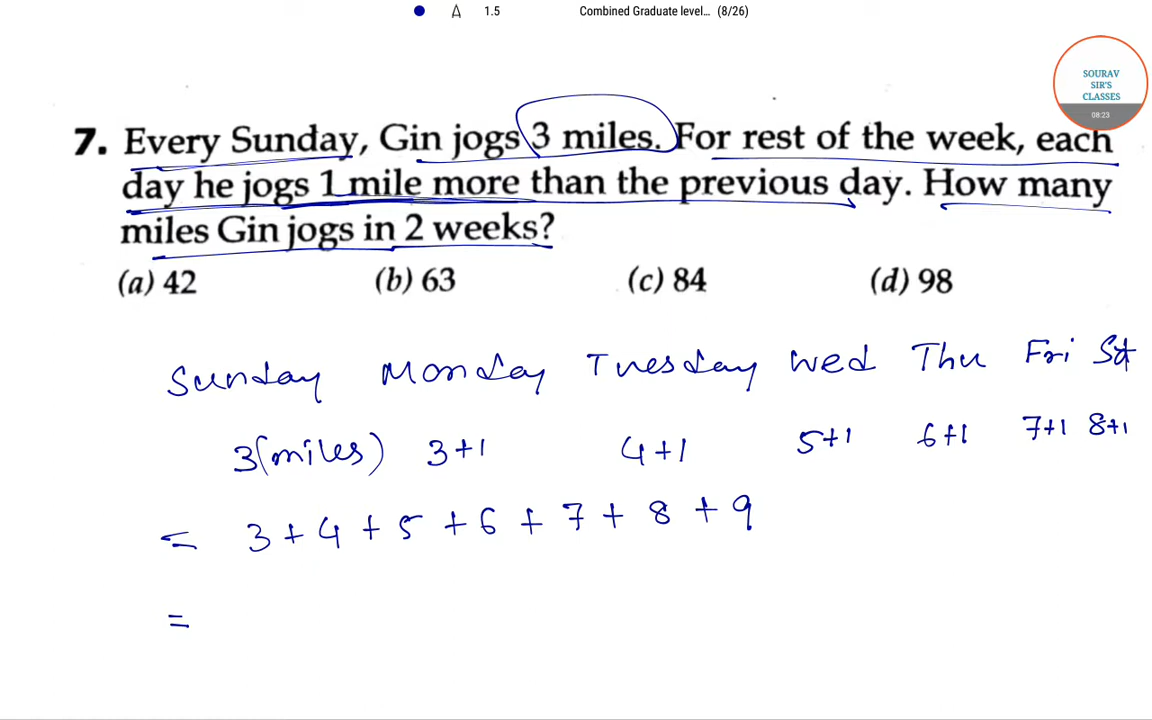 Combined Graduate level... (8/26)
1.5
SOURAV
SIR'S
CLASSES
08:23
7. Every Sunday, Gin jogs 3 miles. For rest of the week, each
day he jogs 1 mile more than the previous day. How many
miles Gin jogs in 2 weeks?
(a) 42 (b) 63 (c) 84 (d) 98
Sunday Monday Tuesday Wed Thu Fri Sat
3(miles) 3+1 4+1 5+1 6+1 7+1 8+1
= 3+4+5+6+7+8+9
=